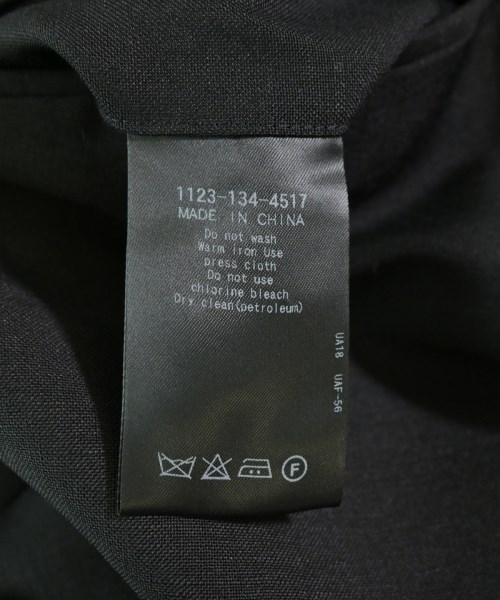 1123-134-4517
MADE IN CHINA
Do not wash
Warm iron Use
press cloth
Do not use
chlorine bleach
Dry clean(petroleum)
UA18 UAF-56
F